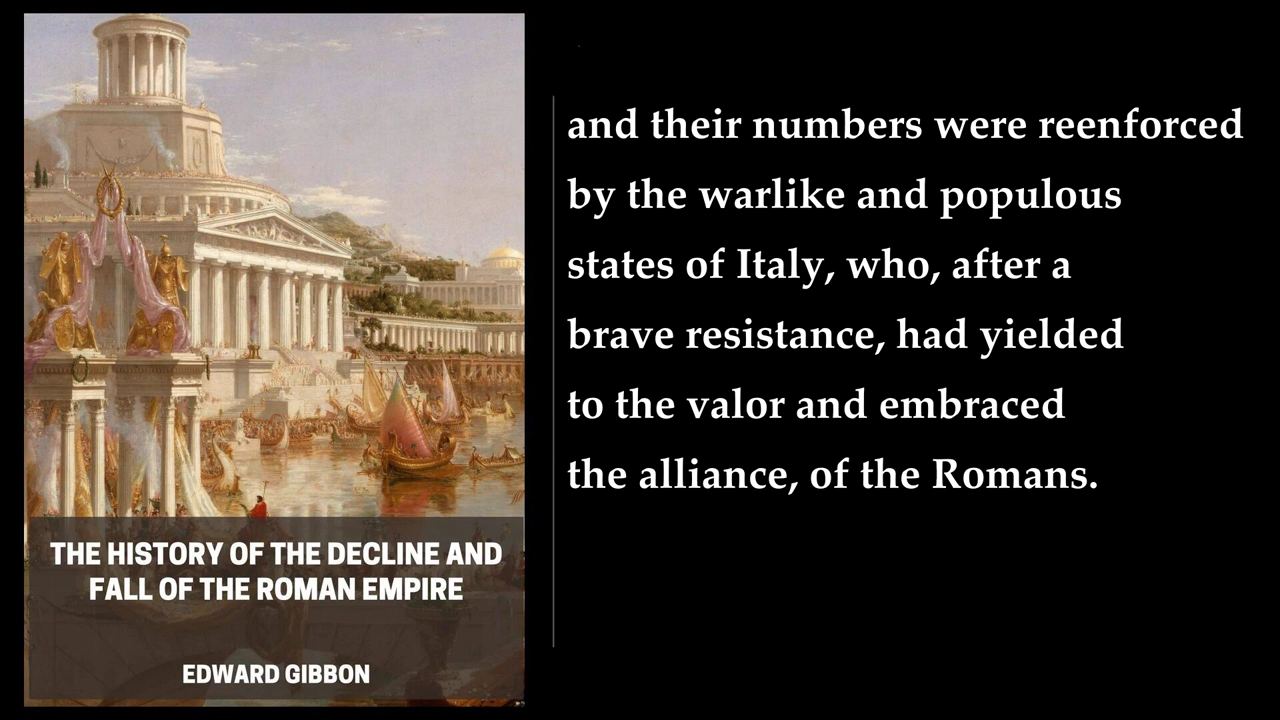 THE HISTORY OF THE DECLINE AND
FALL OF THE ROMAN EMPIRE
EDWARD GIBBON
and their numbers were reenforced
by the warlike and populous
states of Italy, who, after a
brave resistance, had yielded
to the valor and embraced
the alliance, of the Romans.